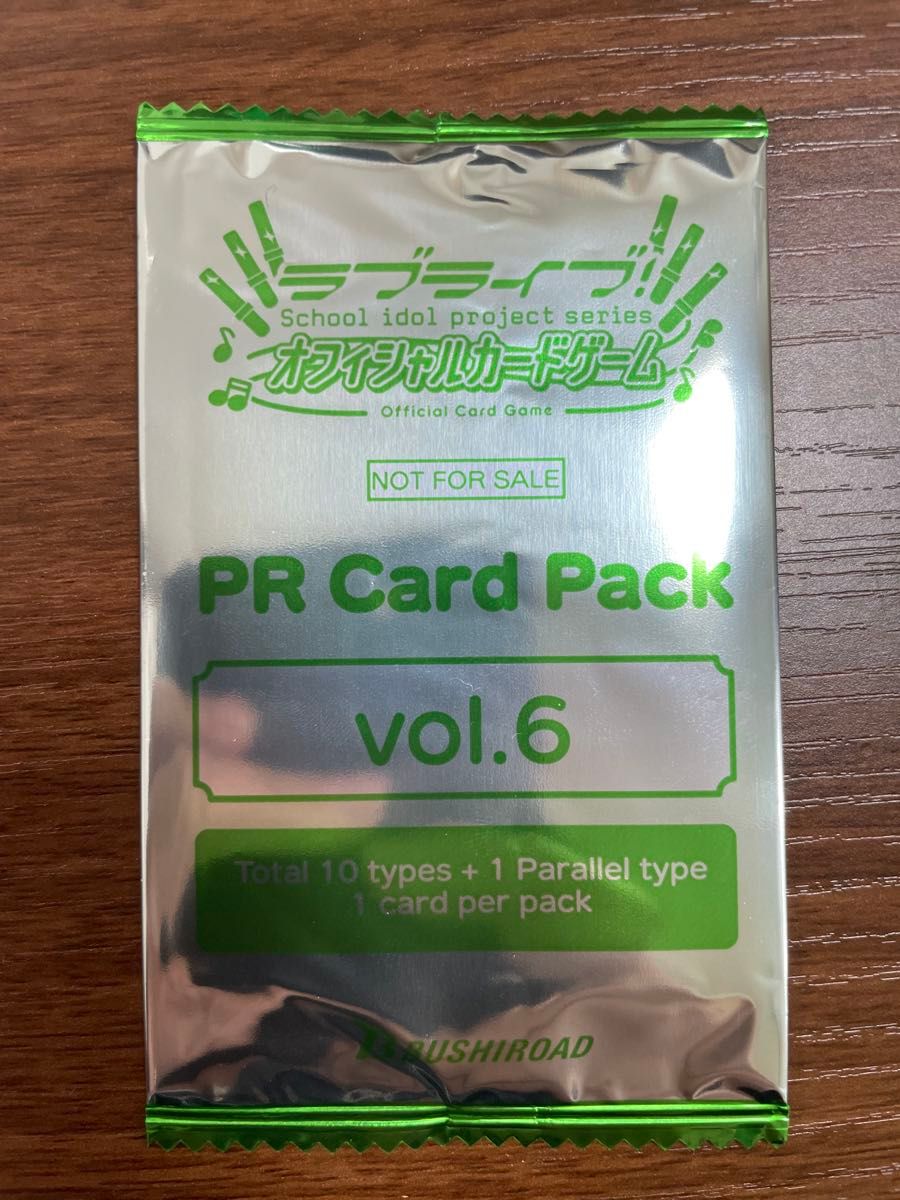 ラブライブ!
School idol project series
オフィシャルカードゲーム
Official Card Game
NOT FOR SALE
PR Card Pack
vol.6
Total 10 types + 1 Parallel type
1 card per pack
BUSHIROAD